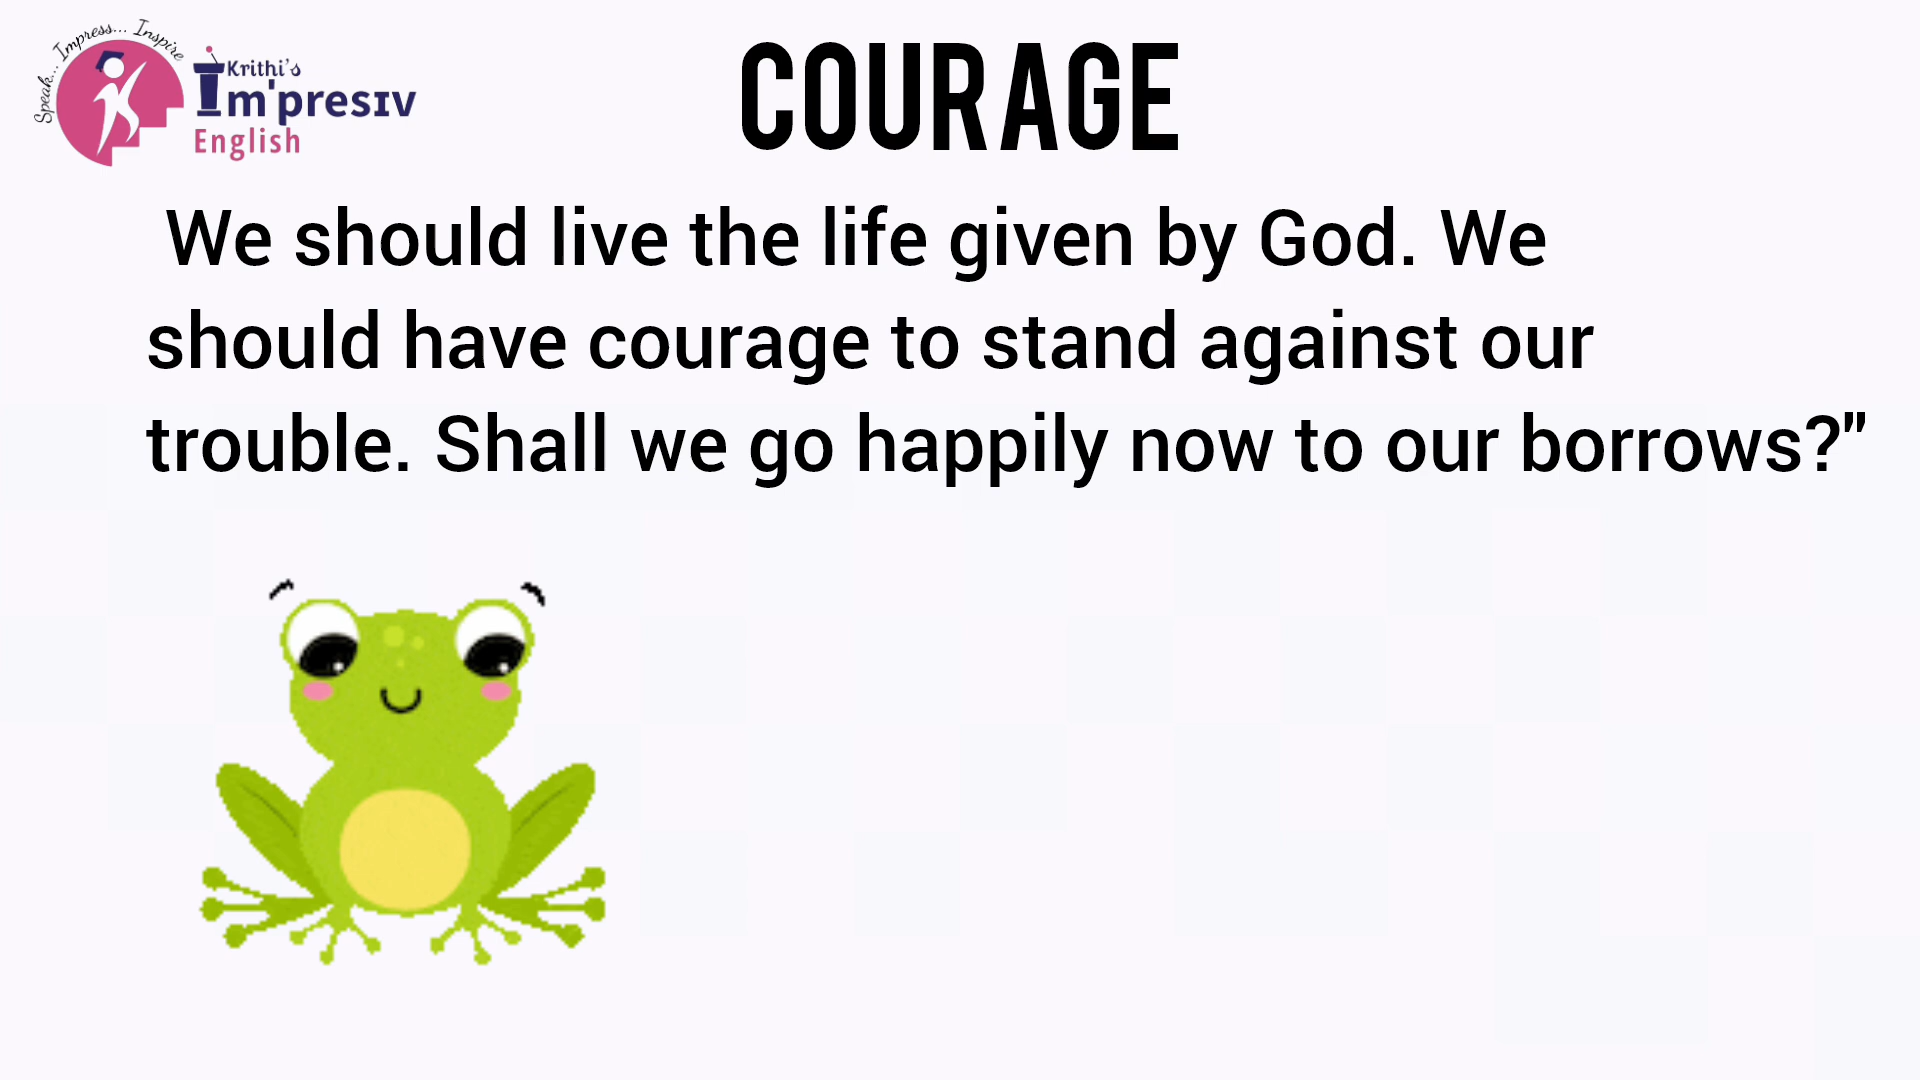 Speak... Impress... Inspire
Krithi's
Im'presIV
English
COURAGE
We should live the life given by God. We
should have courage to stand against our
trouble. Shall we go happily now to our borrows?"